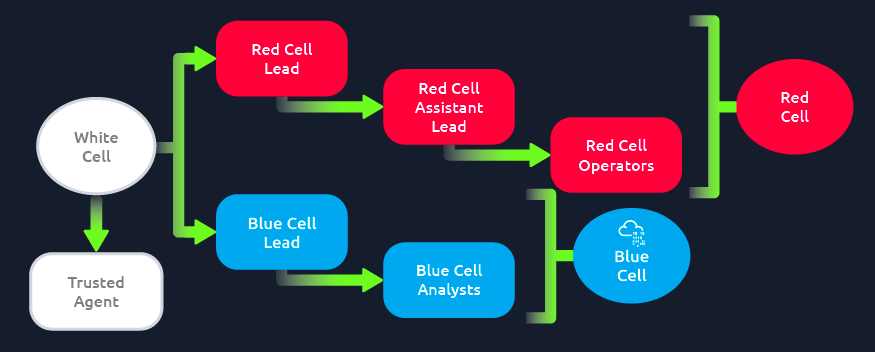 White
Cell
Trusted
Agent
Red Cell
Lead
Red Cell
Assistant
Lead
Red Cell
Operators
Red
Cell
Blue Cell
Lead
Blue Cell
Analysts
Blue
Cell